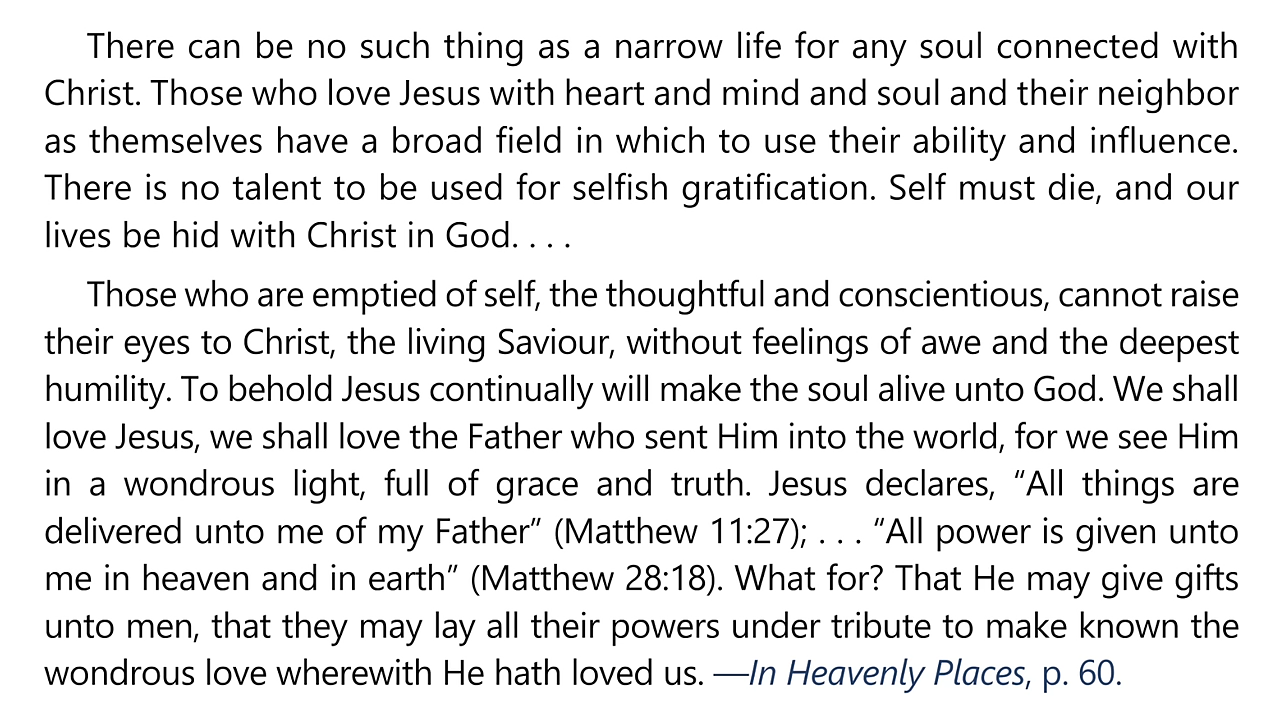 There can be no such thing as a narrow life for any soul connected with
Christ. Those who love Jesus with heart and mind and soul and their neighbor
as themselves have a broad field in which to use their ability and influence.
There is no talent to be used for selfish gratification. Self must die, and our
lives be hid with Christ in God. . . .
Those who are emptied of self, the thoughtful and conscientious, cannot raise
their eyes to Christ, the living Saviour, without feelings of awe and the deepest
humility. To behold Jesus continually will make the soul alive unto God. We shall
love Jesus, we shall love the Father who sent Him into the world, for we see Him
in a wondrous light, full of grace and truth. Jesus declares, “All things are
delivered unto me of my Father” (Matthew 11:27); . . . “All power is given unto
me in heaven and in earth” (Matthew 28:18). What for? That He may give gifts
unto men, that they may lay all their powers under tribute to make known the
wondrous love wherewith He hath loved us. —In Heavenly Places, p. 60.